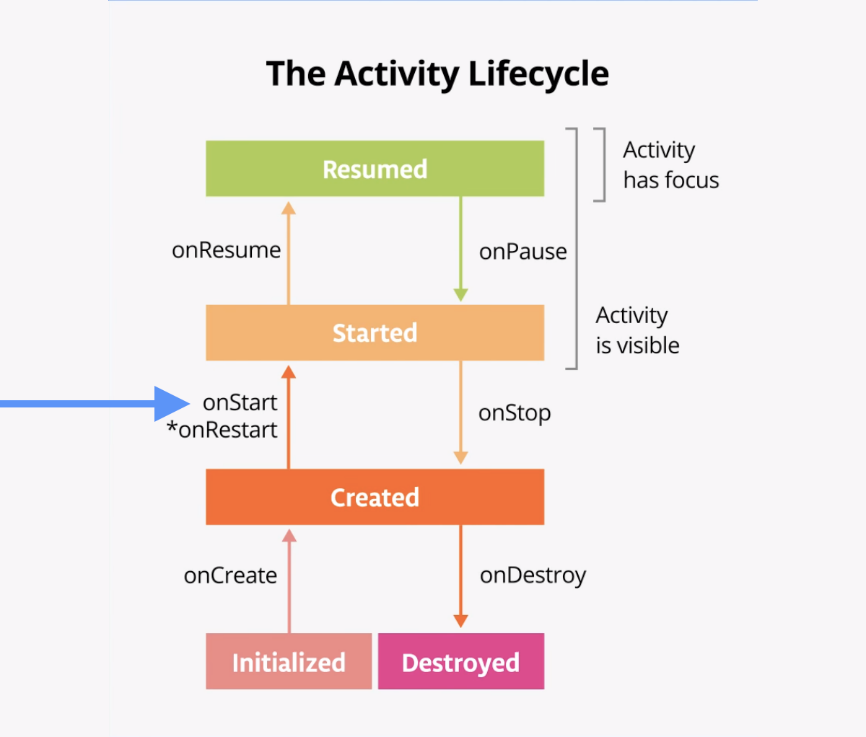 The Activity Lifecycle
Resumed
Activity
has focus
onResume
onPause
Started
Activity
is visible
onStart
*onRestart
onStop
Created
onCreate
onDestroy
Initialized
Destroyed